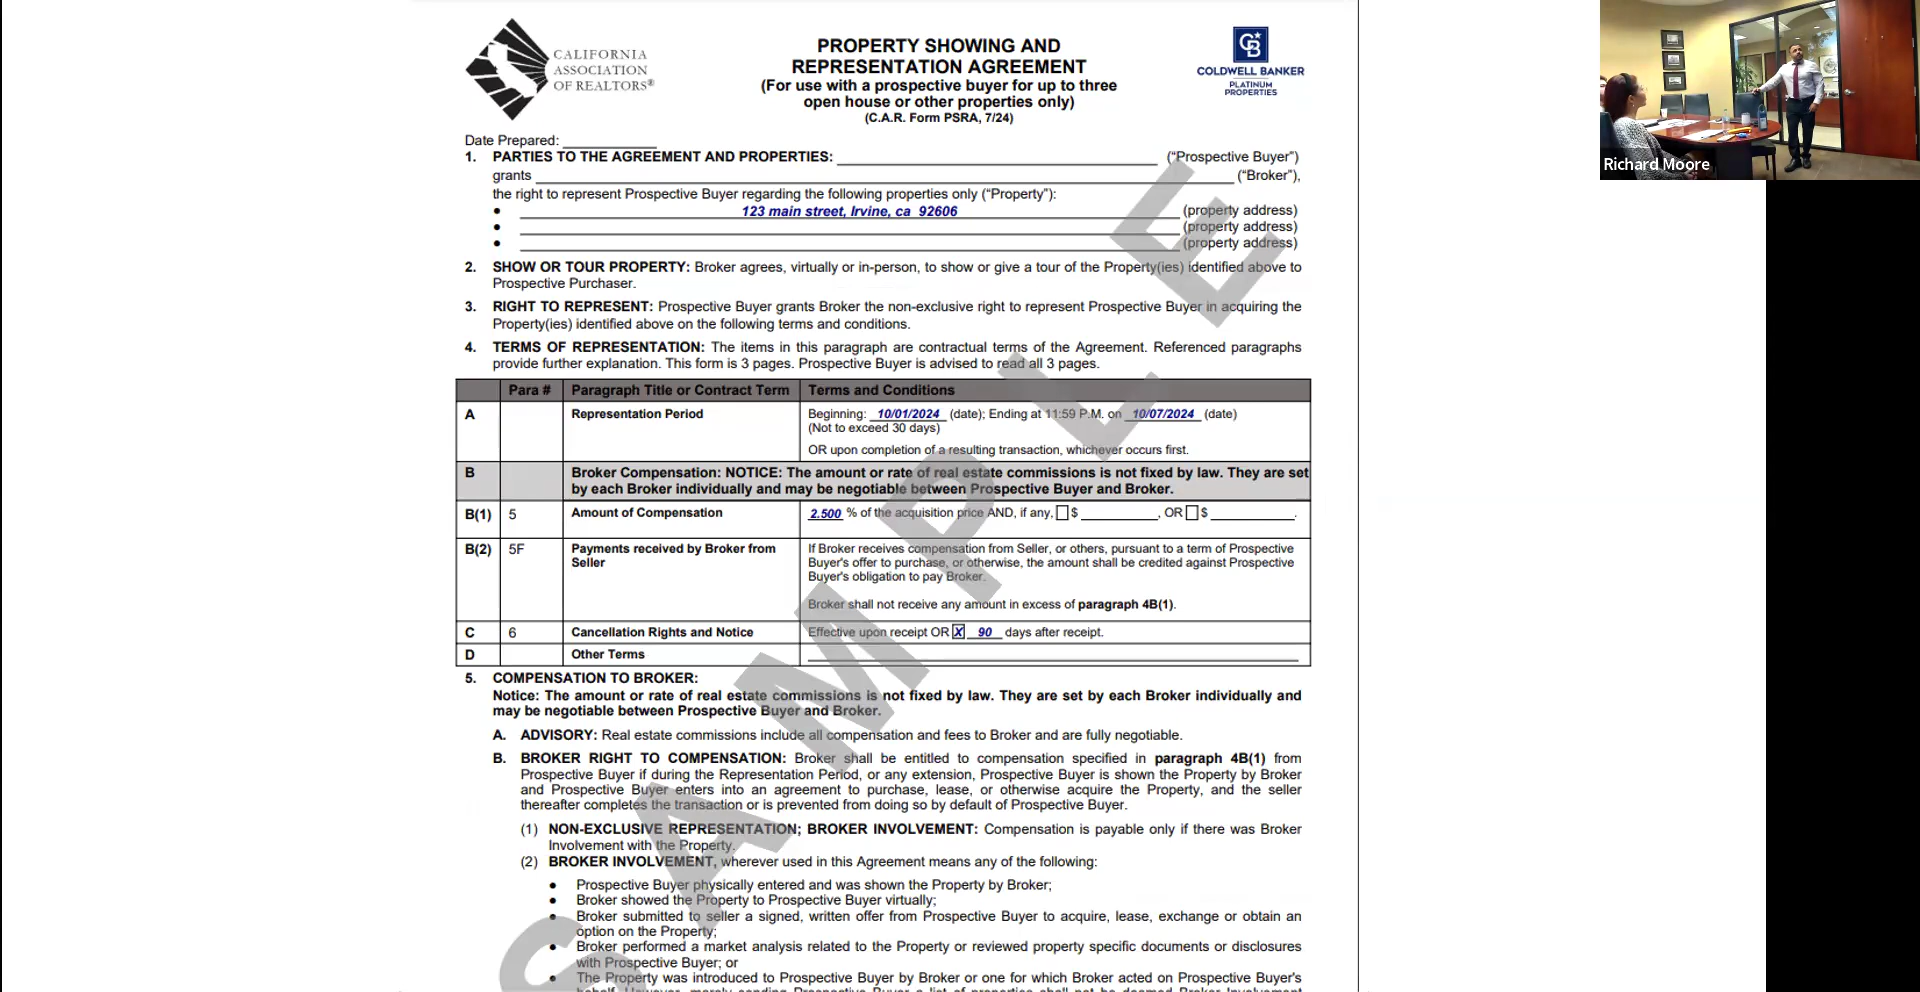 CALIFORNIA
ASSOCIATION
OF REALTORS®
PROPERTY SHOWING AND
REPRESENTATION AGREEMENT
(For use with a prospective buyer for up to three
open house or other properties only)
(C.A.R. Form PSRA, 7/24)
CB
COLDWELL BANKER
PLATINUM
PROPERTIES
Richard Moore
Date Prepared: ____________
1. PARTIES TO THE AGREEMENT AND PROPERTIES: ____________ (“Prospective Buyer”)
grants ____________ (“Broker”),
the right to represent Prospective Buyer regarding the following properties only (“Property”):
• 123 main street, Irvine, ca 92606 (property address)
• ____________ (property address)
• ____________ (property address)
2. SHOW OR TOUR PROPERTY: Broker agrees, virtually or in-person, to show or give a tour of the Property(ies) identified above to
Prospective Purchaser.
3. RIGHT TO REPRESENT: Prospective Buyer grants Broker the non-exclusive right to represent Prospective Buyer in acquiring the
Property(ies) identified above on the following terms and conditions.
4. TERMS OF REPRESENTATION: The items in this paragraph are contractual terms of the Agreement. Referenced paragraphs
provide further explanation. This form is 3 pages. Prospective Buyer is advised to read all 3 pages.
Para # Paragraph Title or Contract Term Terms and Conditions
A Representation Period Beginning: 10/01/2024 (date); Ending at 11:59 P.M. on 10/07/2024 (date)
(Not to exceed 30 days)
OR upon completion of a resulting transaction, whichever occurs first.
B Broker Compensation: NOTICE: The amount or rate of real estate commissions is not fixed by law. They are set
by each Broker individually and may be negotiable between Prospective Buyer and Broker.
B(1) 5 Amount of Compensation 2.500 % of the acquisition price AND, if any, ☐ $ ____________, OR ☐ $ ____________.
B(2) 5F Payments received by Broker from If Broker receives compensation from Seller, or others, pursuant to a term of Prospective
Seller Buyer's offer to purchase, or otherwise, the amount shall be credited against Prospective
Buyer's obligation to pay Broker.
Broker shall not receive any amount in excess of paragraph 4B(1).
C 6 Cancellation Rights and Notice Effective upon receipt OR X 90 days after receipt.
D Other Terms ____________
5. COMPENSATION TO BROKER:
Notice: The amount or rate of real estate commissions is not fixed by law. They are set by each Broker individually and
may be negotiable between Prospective Buyer and Broker.
A. ADVISORY: Real estate commissions include all compensation and fees to Broker and are fully negotiable.
B. BROKER RIGHT TO COMPENSATION: Broker shall be entitled to compensation specified in paragraph 4B(1) from
Prospective Buyer if during the Representation Period, or any extension, Prospective Buyer is shown the Property by Broker
and Prospective Buyer enters into an agreement to purchase, lease, or otherwise acquire the Property, and the seller
thereafter completes the transaction or is prevented from doing so by default of Prospective Buyer.
(1) NON-EXCLUSIVE REPRESENTATION; BROKER INVOLVEMENT: Compensation is payable only if there was Broker
Involvement with the Property.
(2) BROKER INVOLVEMENT, wherever used in this Agreement means any of the following:
• Prospective Buyer physically entered and was shown the Property by Broker;
• Broker showed the Property to Prospective Buyer virtually;
• Broker submitted to seller a signed, written offer from Prospective Buyer to acquire, lease, exchange or obtain an
option on the Property;
• Broker performed a market analysis related to the Property or reviewed property specific documents or disclosures
with Prospective Buyer; or
• The Property was introduced to Prospective Buyer by Broker or one for which Broker acted on Prospective Buyer's
SAMPLE